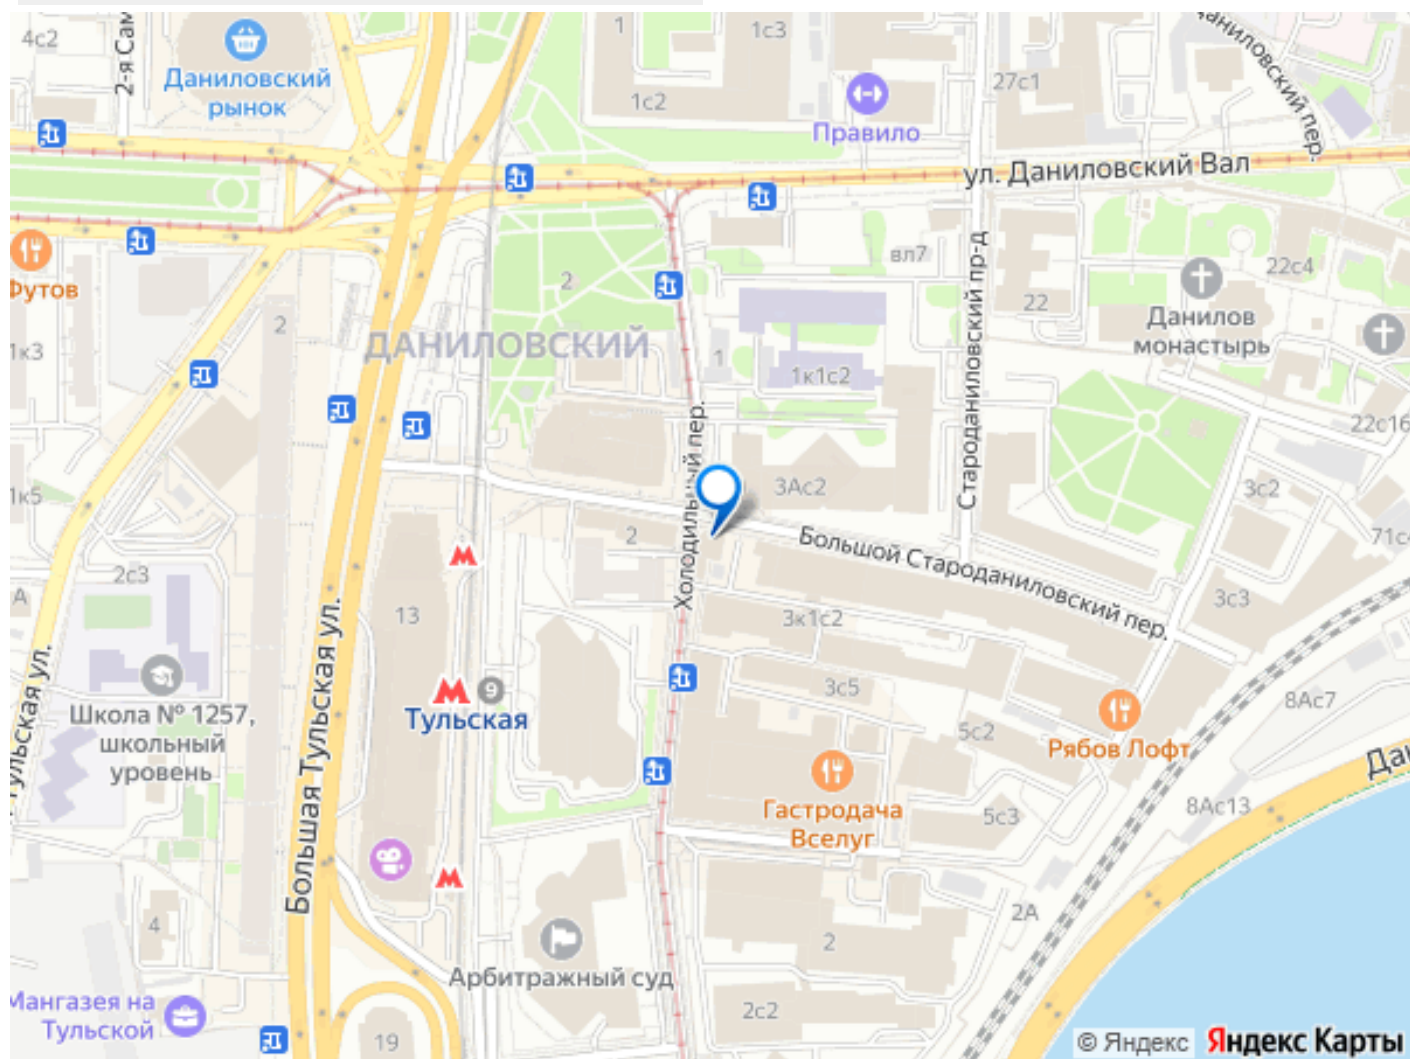 4с2
2-я Сам
Даниловский
рынок
1
1с3
1с2
Правило
27с1
Даниловский пер.
ул. Даниловский Вал
Футов
2
2
вл7
22
22с4
Данилов
монастырь
1к3
ДАНИЛОВСКИЙ
1
1к1с2
Староданиловский пр-д
22с16
Холодильный пер.
1к5
3Ас2
3с2
2
Большой Староданиловский пер.
71с4
2с3
А
13
3к1с2
3с3
Тульская ул.
Большая Тульская ул.
Школа № 1257,
школьный
уровень
9
Тульская
3с5
5с2
Рябов Лофт
8Ас7
Гастродача
Вселуг
5с3
8Ас13
Да
4
2А
2
Арбитражный суд
Мангазея на
Тульской
19
2с2
© Яндекс Яндекс Карты